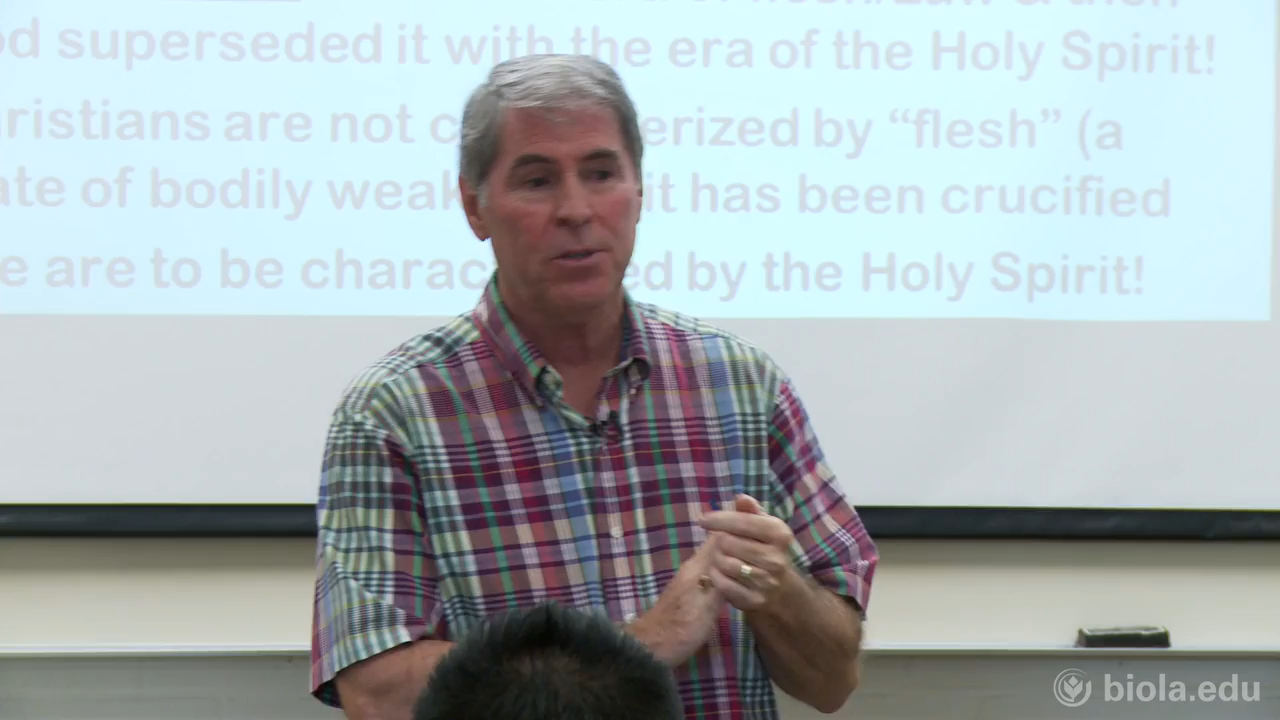 od superseded it with the era of the Holy Spirit!
hristians are not c erized by “flesh” (a
ate of bodily weak it has been crucified
e are to be charac ed by the Holy Spirit!
biola.edu